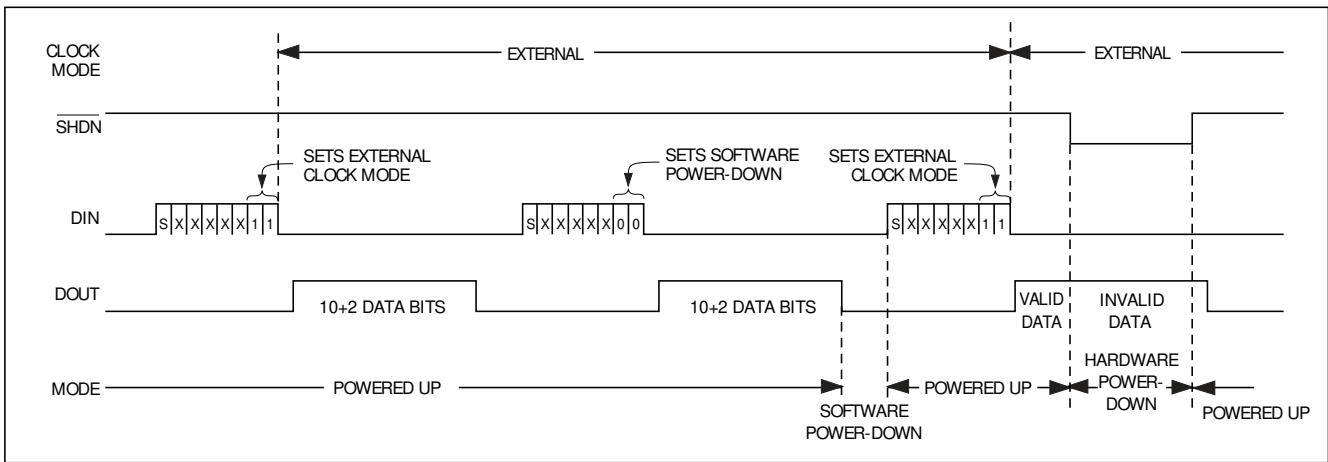 CLOCK
MODE
EXTERNAL
EXTERNAL
SHDN
SETS EXTERNAL
CLOCK MODE
SETS SOFTWARE
POWER-DOWN
SETS EXTERNAL
CLOCK MODE
DIN
S X X X X X 1 1
S X X X X X 0 0
S X X X X X 1 1
DOUT
10+2 DATA BITS
10+2 DATA BITS
VALID
DATA
INVALID
DATA
MODE
POWERED UP
SOFTWARE
POWER-DOWN
POWERED UP
HARDWARE
POWER-
DOWN
POWERED UP